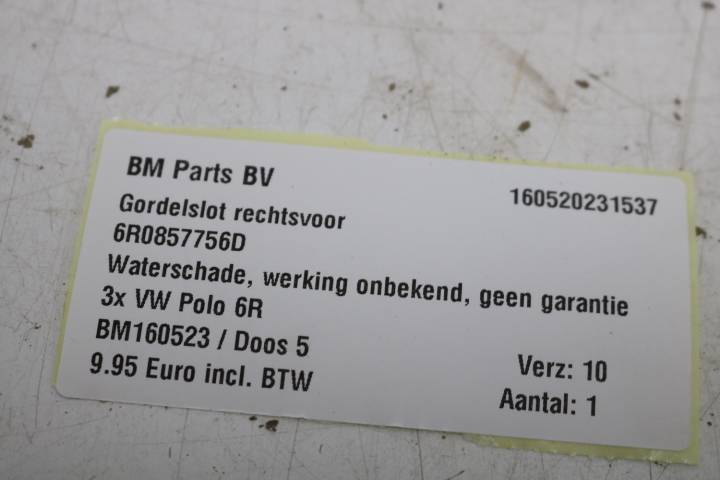 BM Parts BV
160520231537
Gordelslot rechtsvoor
6R0857756D
Waterschade, werking onbekend, geen garantie
3x VW Polo 6R
BM160523 / Doos 5
Verz: 10
9.95 Euro incl. BTW
Aantal: 1